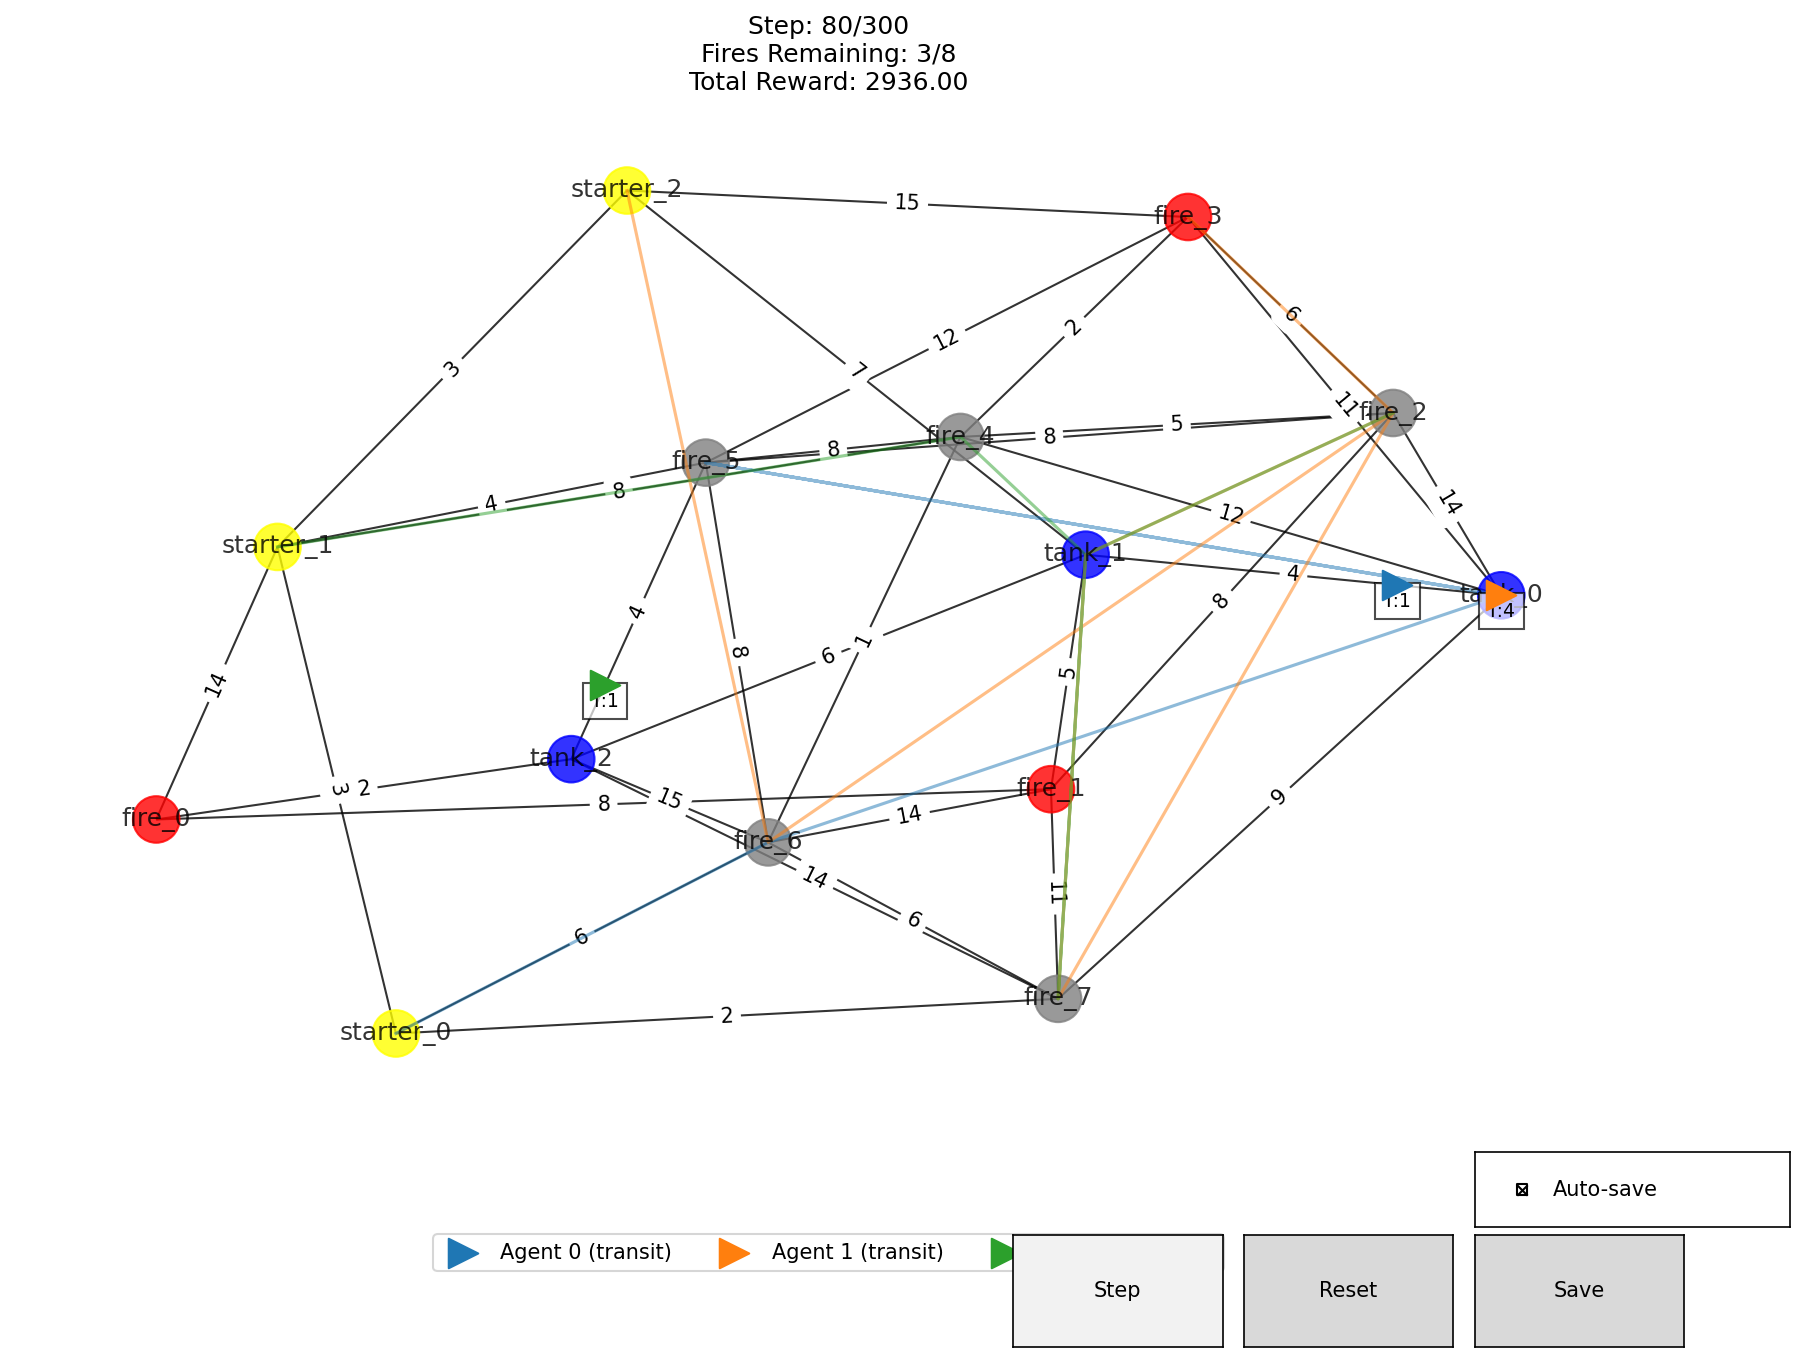 Step: 80/300
Fires Remaining: 3/8
Total Reward: 2936.00
starter_2
15
fire_3
6
2
12
3
7
11
fire_2
5
8
8
fire_4
fire_5
4
8
14
12
starter_1
tank_1
4
T:1
tank_0
T:4
4
8
6
1
8
5
14
T:1
tank_2
3
2
15
8
fire_1
9
fire_0
14
fire_6
14
11
6
6
fire_7
2
starter_0
Auto-save
Agent 0 (transit)
Agent 1 (transit)
Step
Reset
Save